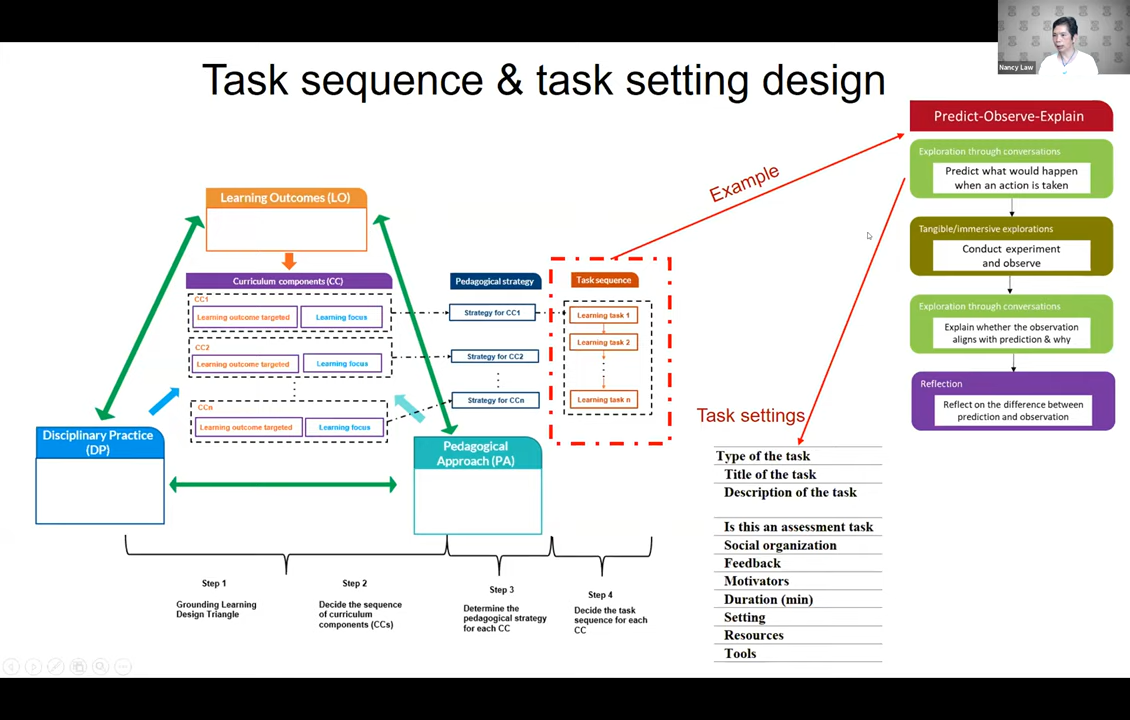 Nancy Law
Task sequence & task setting design
Predict-Observe-Explain
Exploration through conversations
Predict what would happen
when an action is taken
Tangible/immersive explorations
Conduct experiment
and observe
Exploration through conversations
Explain whether the observation
aligns with prediction & why
Reflection
Reflect on the difference between
prediction and observation
Example
Learning Outcomes (LO)
Curriculum components (CC)
CC1
Learning outcome targeted
Learning focus
CC2
Learning outcome targeted
Learning focus
CCn
Learning outcome targeted
Learning focus
Pedagogical strategy
Strategy for CC1
Strategy for CC2
Strategy for CCn
Task sequence
Learning task 1
Learning task 2
Learning task n
Disciplinary Practice
(DP)
Pedagogical
Approach (PA)
Step 1
Grounding Learning
Design Triangle
Step 2
Decide the sequence
of curriculum
components (CCs)
Step 3
Determine the
pedagogical strategy
for each CC
Step 4
Decide the task
sequence for each
CC
Task settings
Type of the task
Title of the task
Description of the task
Is this an assessment task
Social organization
Feedback
Motivators
Duration (min)
Setting
Resources
Tools